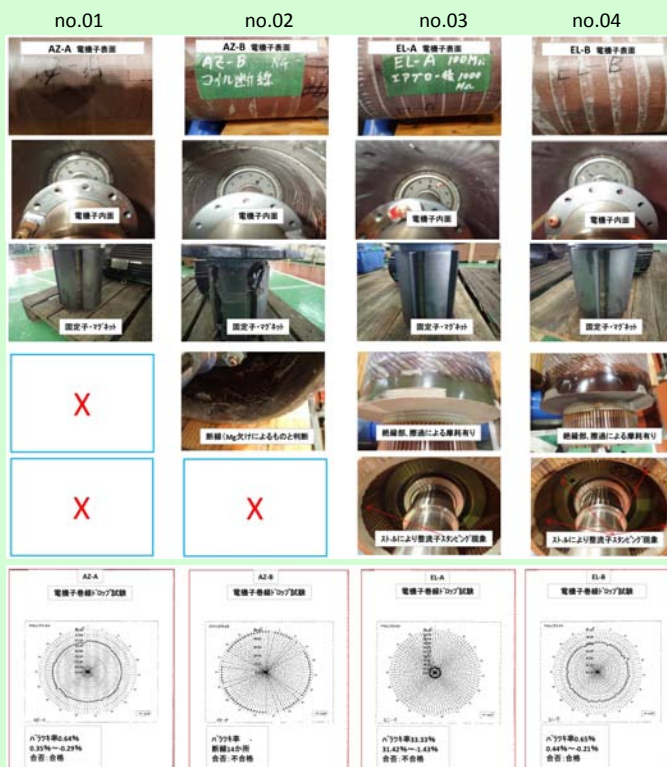 no.01
no.02
no.03
no.04
AZ-A 電機子表面
AZ-B 電機子表面
EL-A 電機子表面
EL-B 電機子表面
AZ-B NG
コイル断線
EL-A 100MΩ
エアブロー後1000
MΩ
EL-B
電機子内面
電機子内面
電機子内面
電機子内面
固定子・マグネット
固定子・マグネット
固定子・マグネット
固定子・マグネット
X
断線(Mg欠けによるものと判断
絶縁部、擦過による摩耗有り
絶縁部、擦過による摩耗有り
X
X
ストールにより整流子スタンピング現象
ストールにより整流子スタンピング現象
AZ-A
電機子巻線ドロップ試験
バラツキ率0.64%
0.35%~-0.29%
合否:合格
AZ-B
電機子巻線ドロップ試験
バラツキ率 -
断線14か所
合否:不合格
EL-A
電機子巻線ドロップ試験
バラツキ率33.33%
31.42%~-1.43%
合否:不合格
EL-B
電機子巻線ドロップ試験
バラツキ率0.65%
0.44%~-0.21%
合否:合格